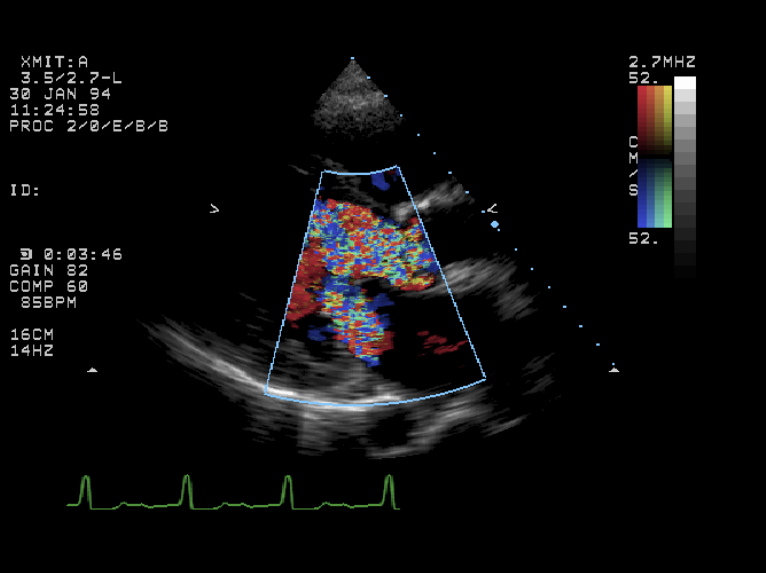 XMIT:A
3.5/2.7-L
30 JAN 94
11:24:58
PROC 2/0/E/B/B
ID:
0:03:46
GAIN 82
COMP 60
85BPM
16CM
14HZ
2.7MHZ
52.
CM/S
52.